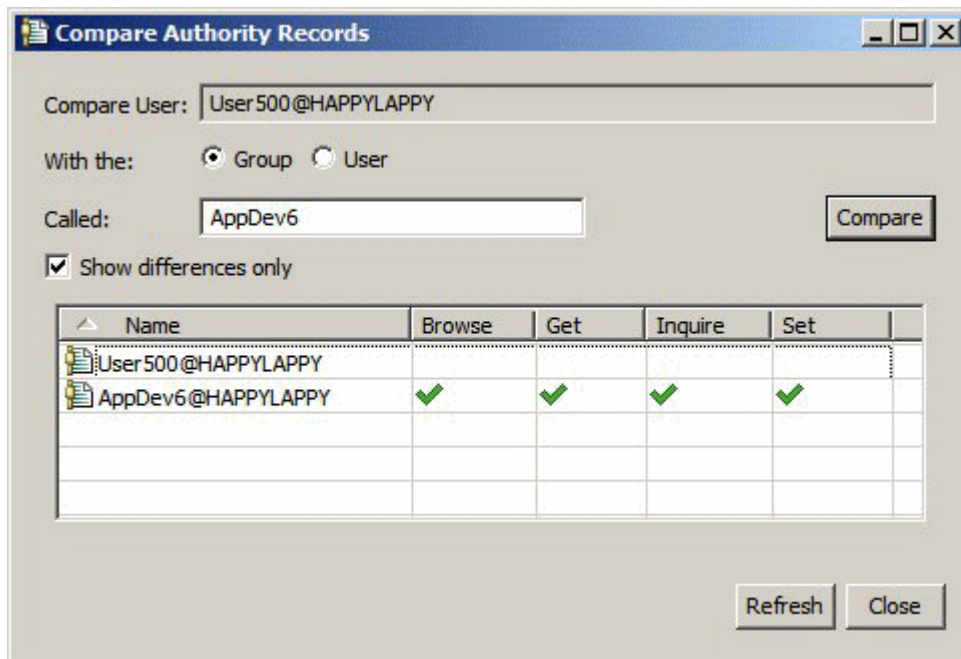 Compare Authority Records
Compare User: User500@HAPPYLAPPY
With the: Group User
Called: AppDev6 Compare
Show differences only
Name Browse Get Inquire Set
User500@HAPPYLAPPY
AppDev6@HAPPYLAPPY
Refresh Close